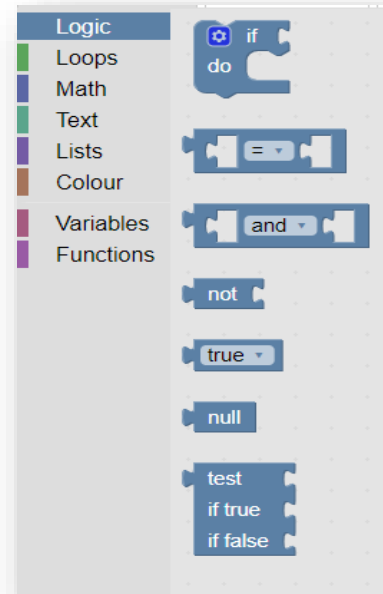 Logic
Loops
Math
Text
Lists
Colour
Variables
Functions
if
do
=
and
not
true
null
test
if true
if false